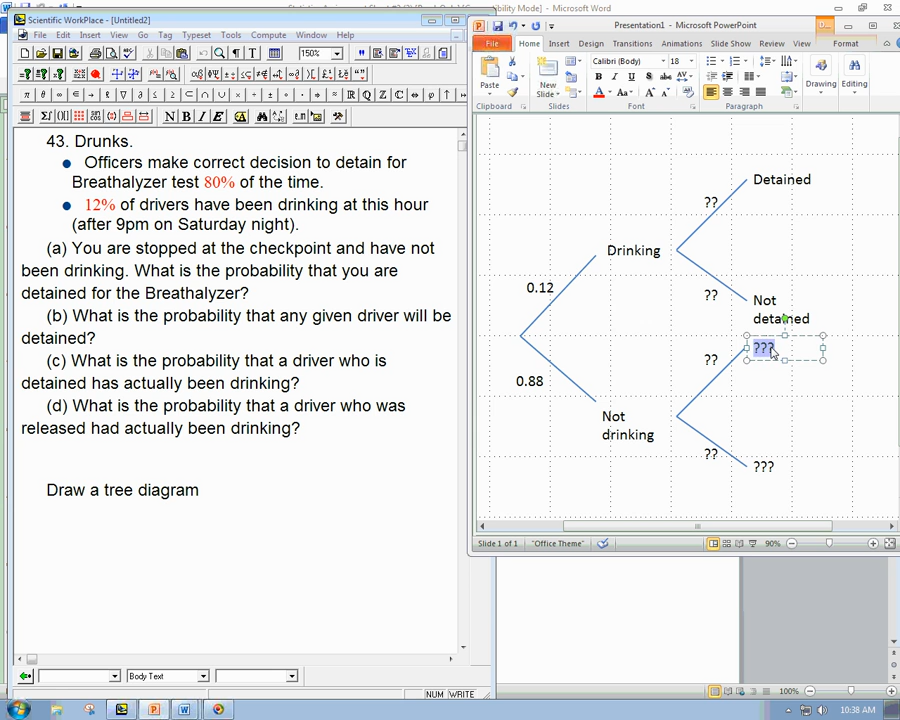 Scientific WorkPlace - [Untitled2]
File Edit Insert View Go Tag Typeset Tools Compute Window Help
150%
N B I E
43. Drunks.
Officers make correct decision to detain for
Breathalyzer test 80% of the time.
12% of drivers have been drinking at this hour
(after 9pm on Saturday night).
(a) You are stopped at the checkpoint and have not
been drinking. What is the probability that you are
detained for the Breathalyzer?
(b) What is the probability that any given driver will be
detained?
(c) What is the probability that a driver who is
detained has actually been drinking?
(d) What is the probability that a driver who was
released had actually been drinking?
Draw a tree diagram
Body Text
NUM WRITE
Presentation1 - Microsoft PowerPoint
File Home Insert Design Transitions Animations Slide Show Review View Format
Paste
New
Slide
Calibri (Body) 18
Drawing
Editing
Clipboard Slides Font Paragraph
Detained
??
Drinking
0.12
??
Not
detained
???
??
0.88
Not
drinking
??
???
Slide 1 of 1 "Office Theme" 90%
100%
10:38 AM